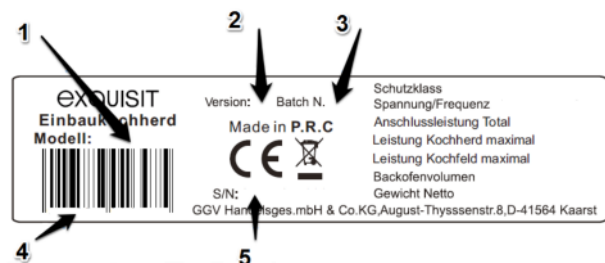 1
2
3
exquisit
Einbaukochherd
Modell:
Version: Batch N.
Made in P.R.C
CE
S/N:
Schutzklass
Spannung/Frequenz
Anschlussleistung Total
Leistung Kochherd maximal
Leistung Kochfeld maximal
Backofenvolumen
Gewicht Netto
GGV Handelsges.mbH & Co.KG,August-Thysssenstr.8,D-41564 Kaarst
4
5